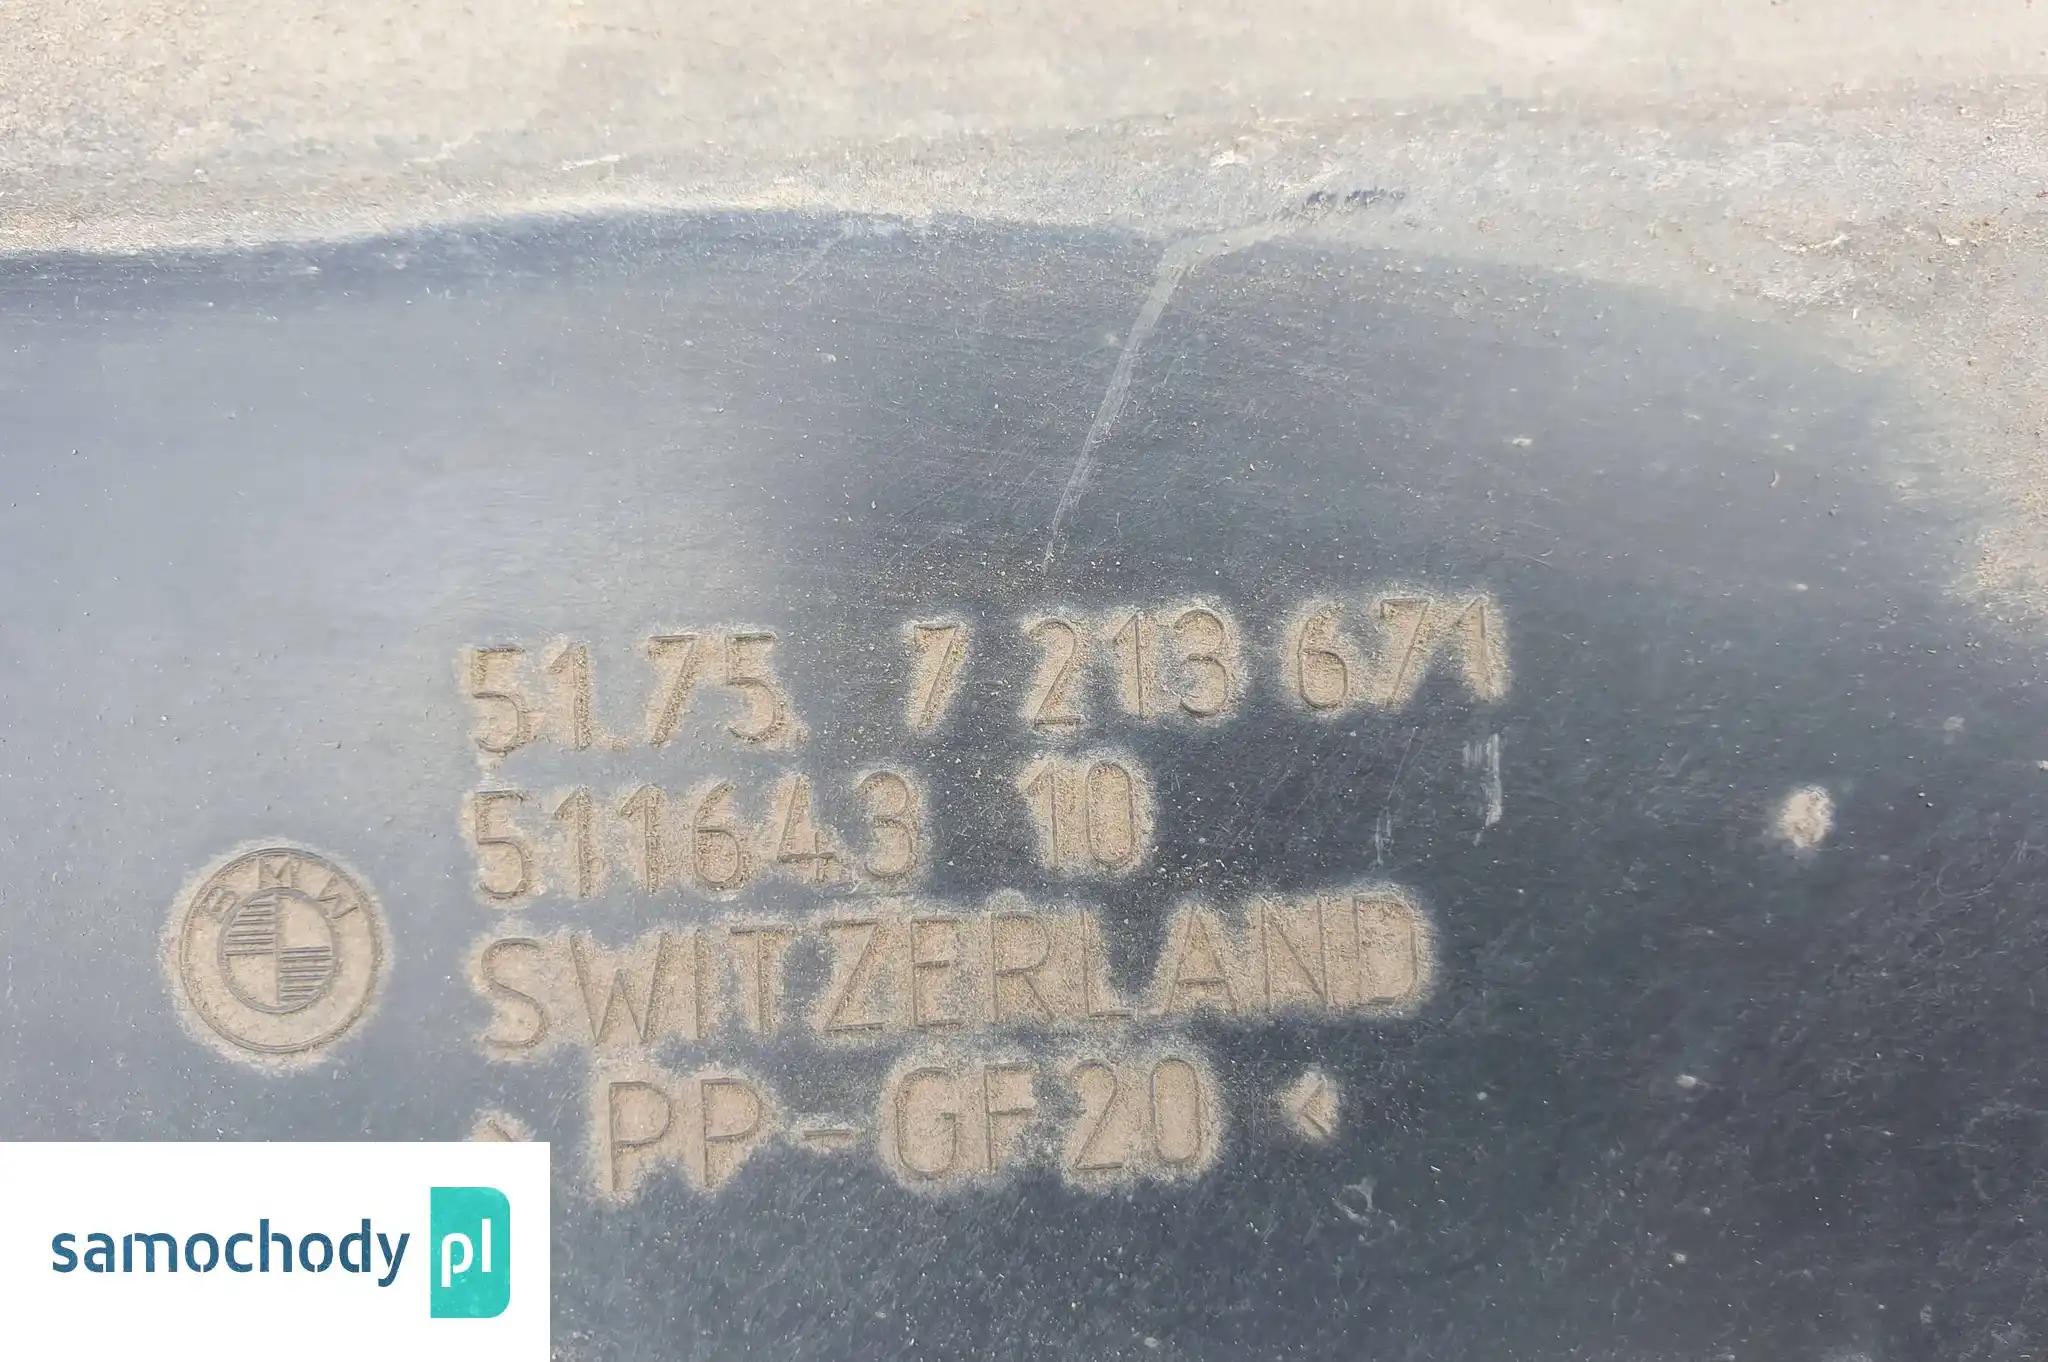 51.75. 7 213 671
511643 10
BMW
SWITZERLAND
> PP-GF20 <
samochody pl